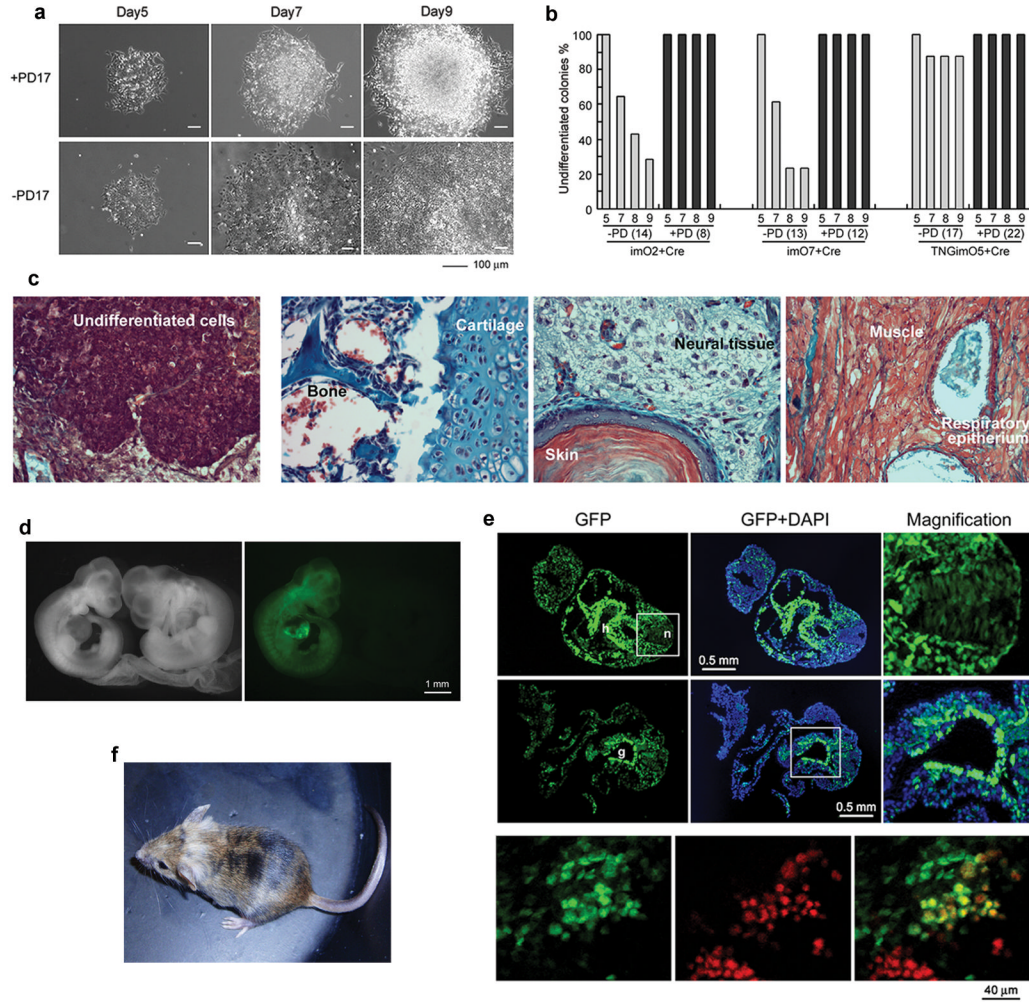 a
Day5 Day7 Day9
+PD17
-PD17
100 µm
b
Undifferentiated colonies %
100
80
60
40
20
0
5 7 8 9 5 7 8 9 5 7 8 9 5 7 8 9 5 7 8 9 5 7 8 9
-PD (14) +PD (8) -PD (13) +PD (12) -PD (17) +PD (22)
imO2+Cre imO7+Cre TNGimO5+Cre
c
Undifferentiated cells
Cartilage
Bone
Neural tissue
Skin
Muscle
Respiratory
epitherium
d
1 mm
e
GFP GFP+DAPI Magnification
h
n
0.5 mm
g
0.5 mm
40 µm
f